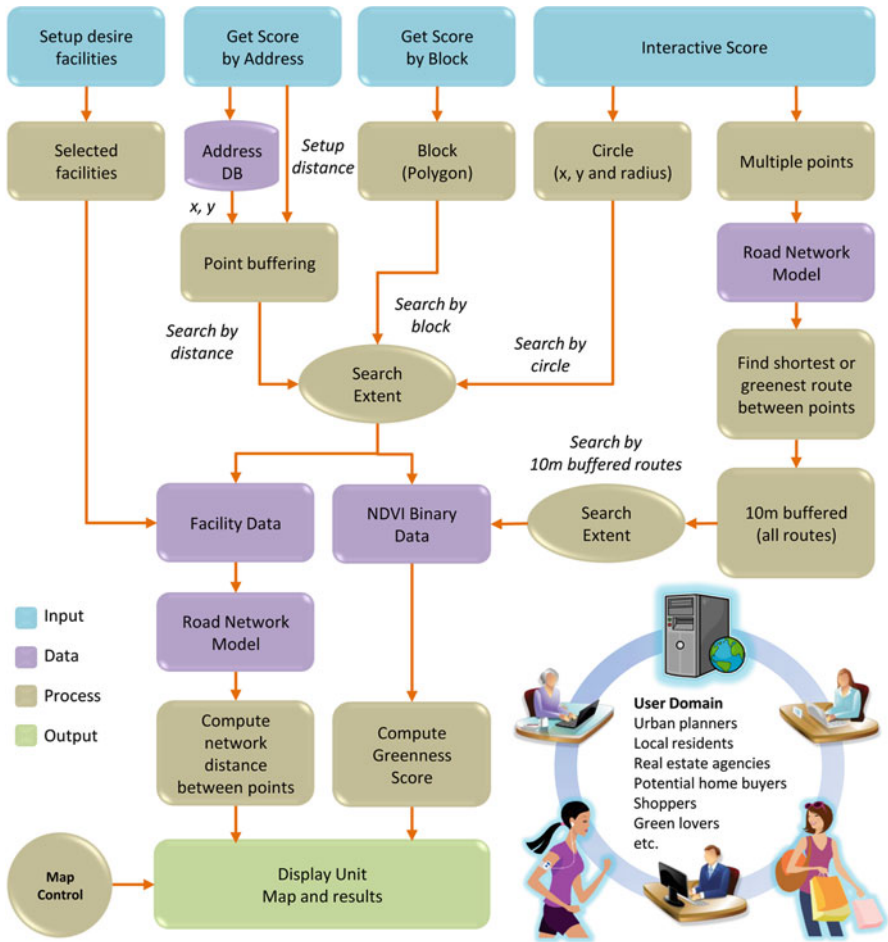 Setup desire
facilities
Get Score
by Address
Get Score
by Block
Interactive Score
Selected
facilities
Address
DB
Setup
distance
Block
(Polygon)
Circle
(x, y and radius)
Multiple points
x, y
Point buffering
Road Network
Model
Search by
distance
Search by
block
Search by
circle
Search
Extent
Find shortest or
greenest route
between points
Search by
10m buffered routes
Facility Data
NDVI Binary
Data
Search
Extent
10m buffered
(all routes)
Input
Data
Process
Output
Road Network
Model
Compute
network
distance
between points
Compute
Greenness
Score
User Domain
Urban planners
Local residents
Real estate agencies
Potential home buyers
Shoppers
Green lovers
etc.
Map
Control
Display Unit
Map and results